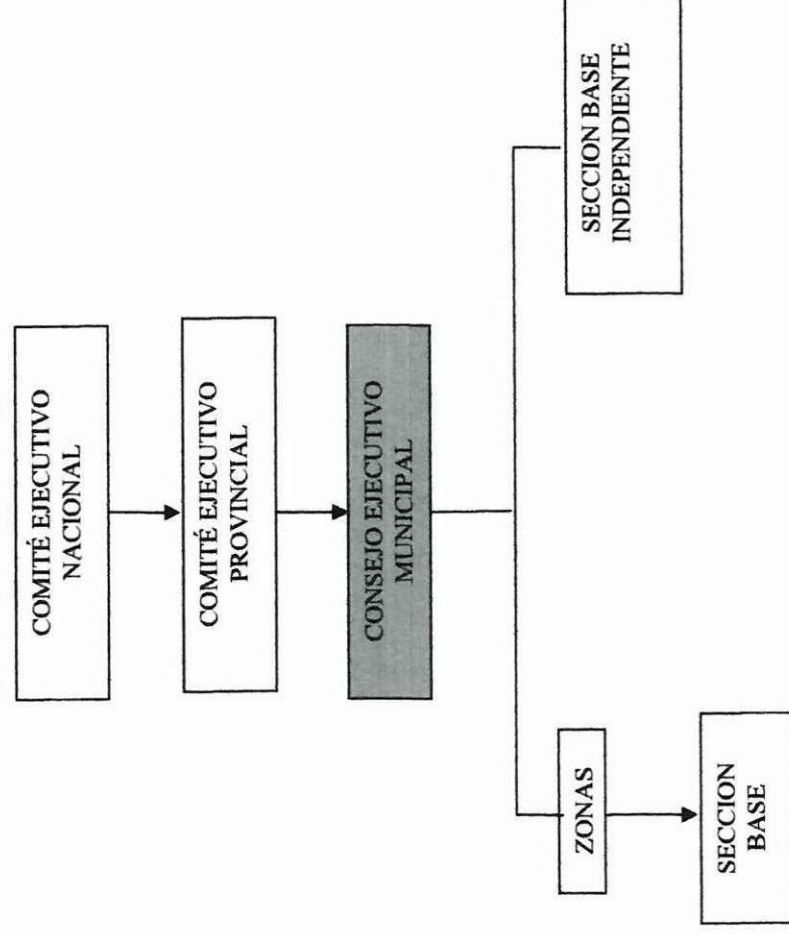 COMITÉ EJECUTIVO
NACIONAL
COMITÉ EJECUTIVO
PROVINCIAL
CONSEJO EJECUTIVO
MUNICIPAL
ZONAS
SECCION
BASE
SECCION BASE
INDEPENDIENTE